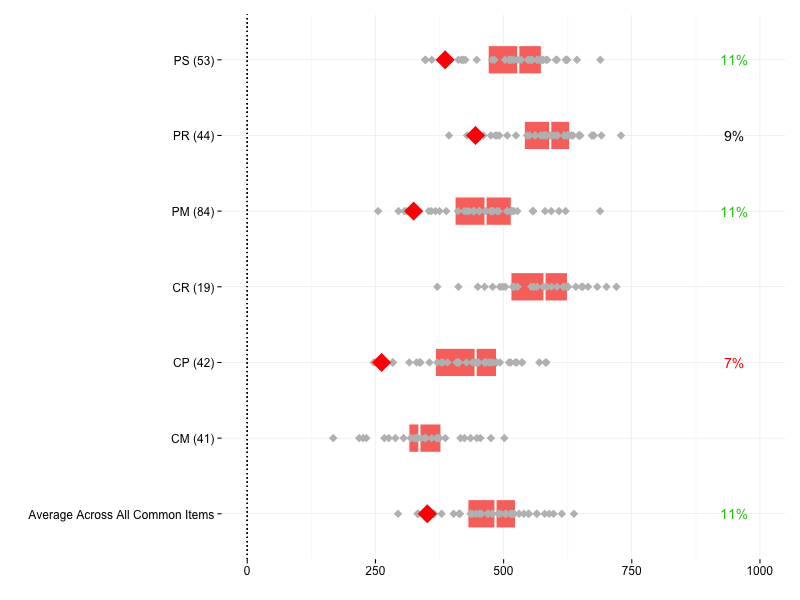 PS (53) 11%
PR (44) 9%
PM (84) 11%
CR (19)
CP (42) 7%
CM (41)
Average Across All Common Items 11%
0 250 500 750 1000